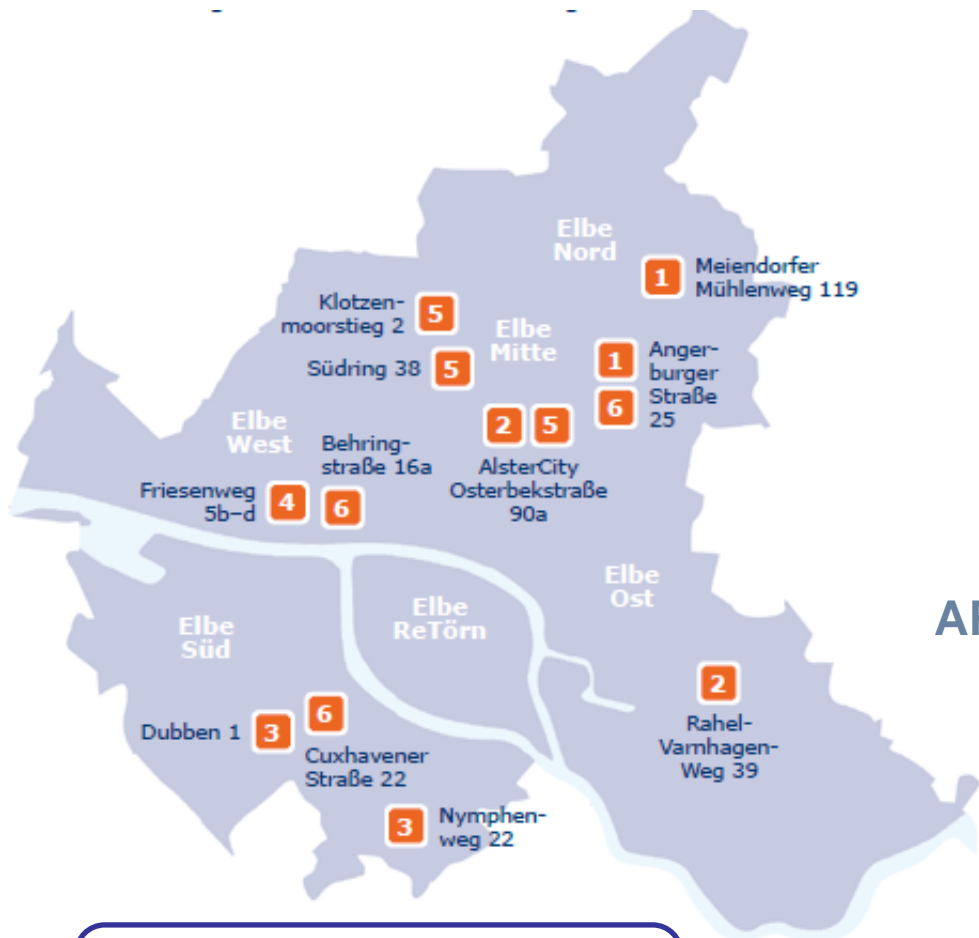 Elbe
Nord
1
Meiendorfer
Mühlenweg 119
Klotzen-
moorstieg 2
5
Elbe
Mitte
Südring 38
5
1
6
Anger-
burger
Straße
25
Elbe
West
2
5
AlsterCity
Osterbekstraße
90a
Behring-
straße 16a
6
Friesenweg
5b–d
4
Elbe
Ost
Elbe
ReTörn
Elbe
Süd
2
Rahel-
Varnhagen-
Weg 39
Dubben 1
3
6
Cuxhavener
Straße 22
3
Nymphen-
weg 22